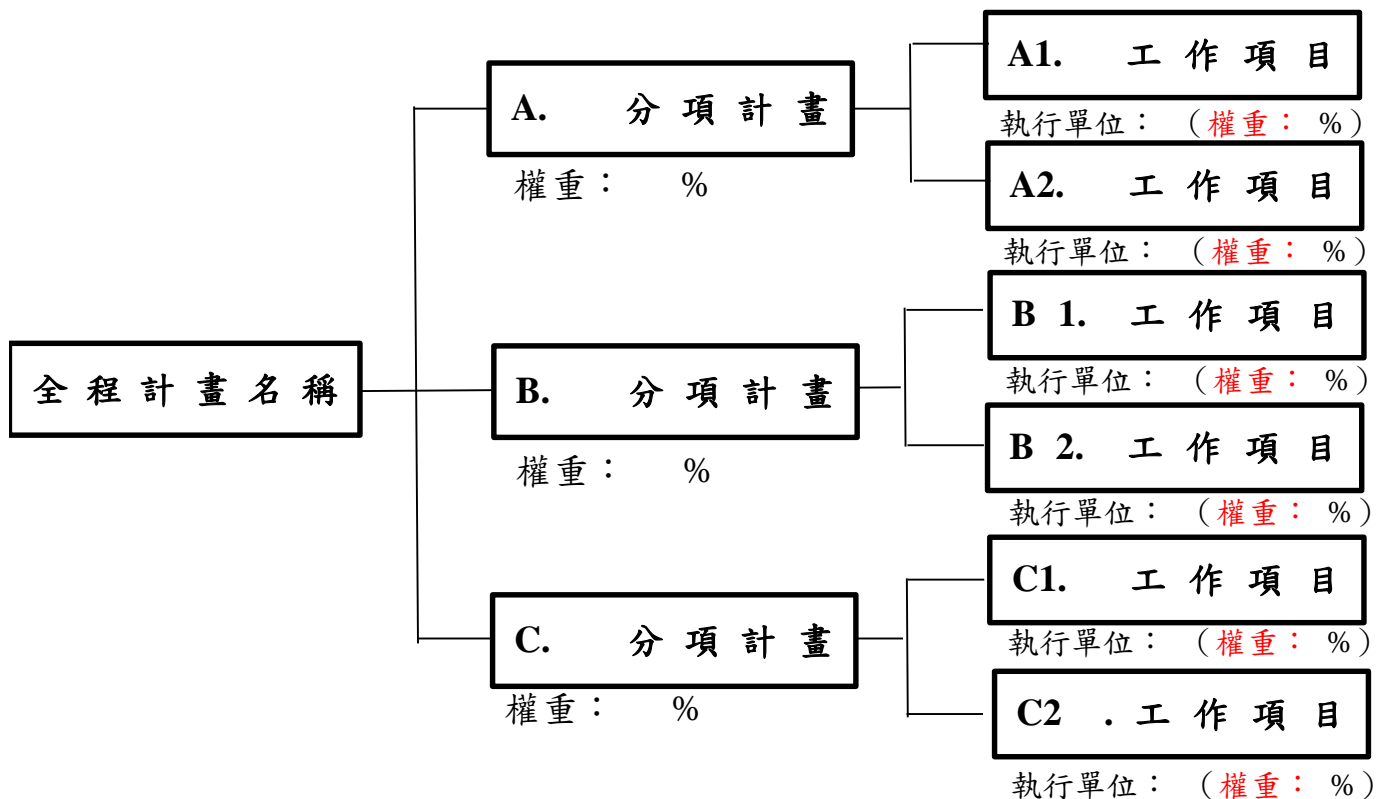 A1. 工作項目
執行單位：（權重： %）
A. 分項計畫
權重： %
A2. 工作項目
執行單位：（權重： %）
全程計畫名稱
B 1. 工作項目
執行單位：（權重： %）
B. 分項計畫
權重： %
B 2. 工作項目
執行單位：（權重： %）
C1. 工作項目
執行單位：（權重： %）
C. 分項計畫
權重： %
C2 .工作項目
執行單位：（權重： %）